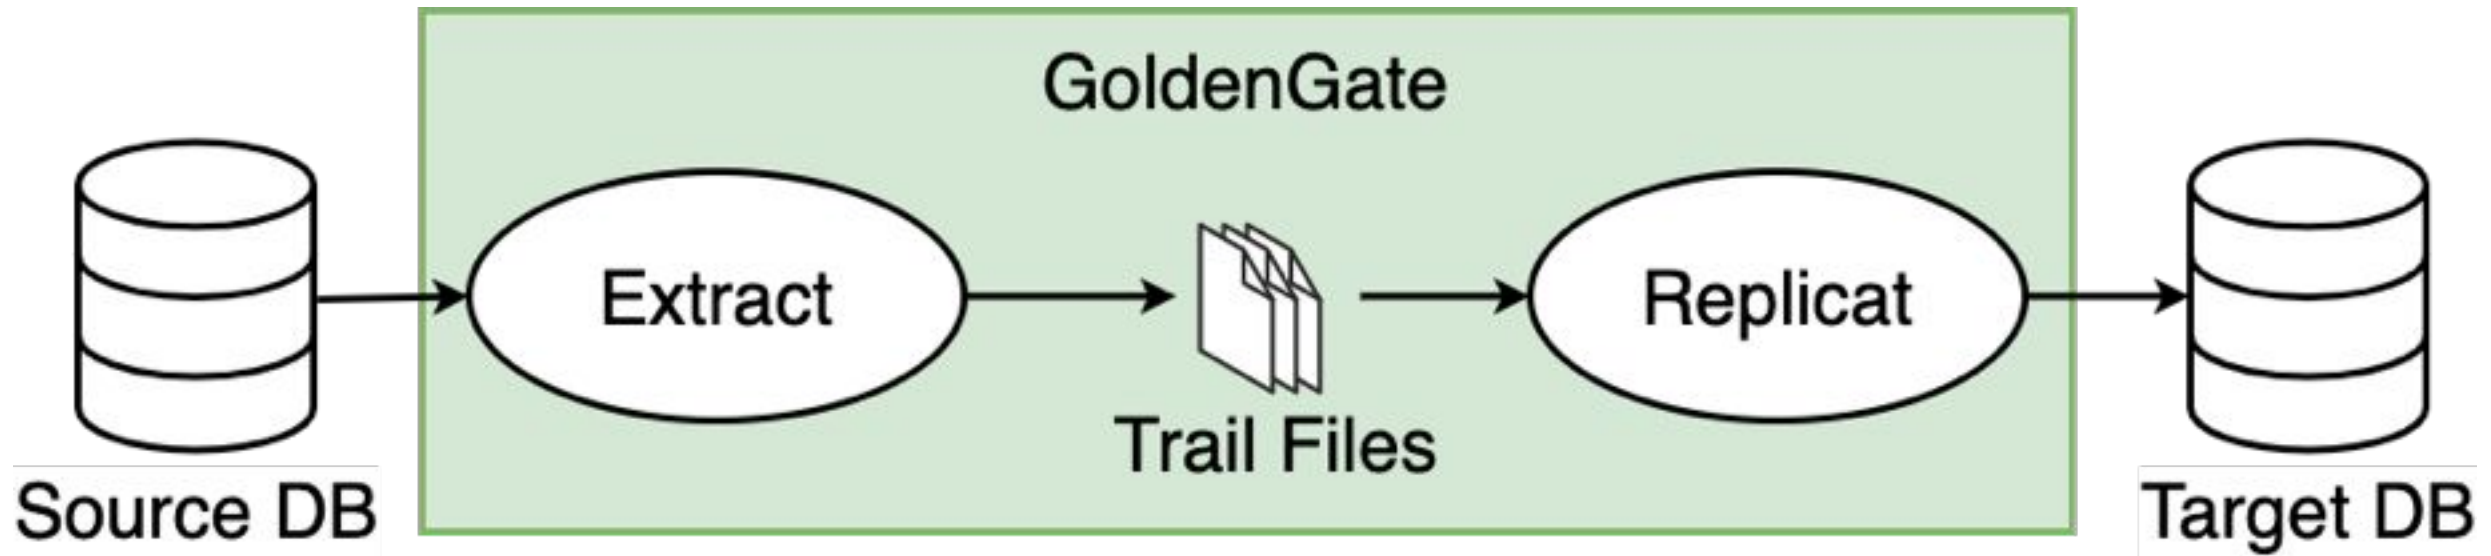 GoldenGate
Source DB
Extract
Trail Files
Replicat
Target DB